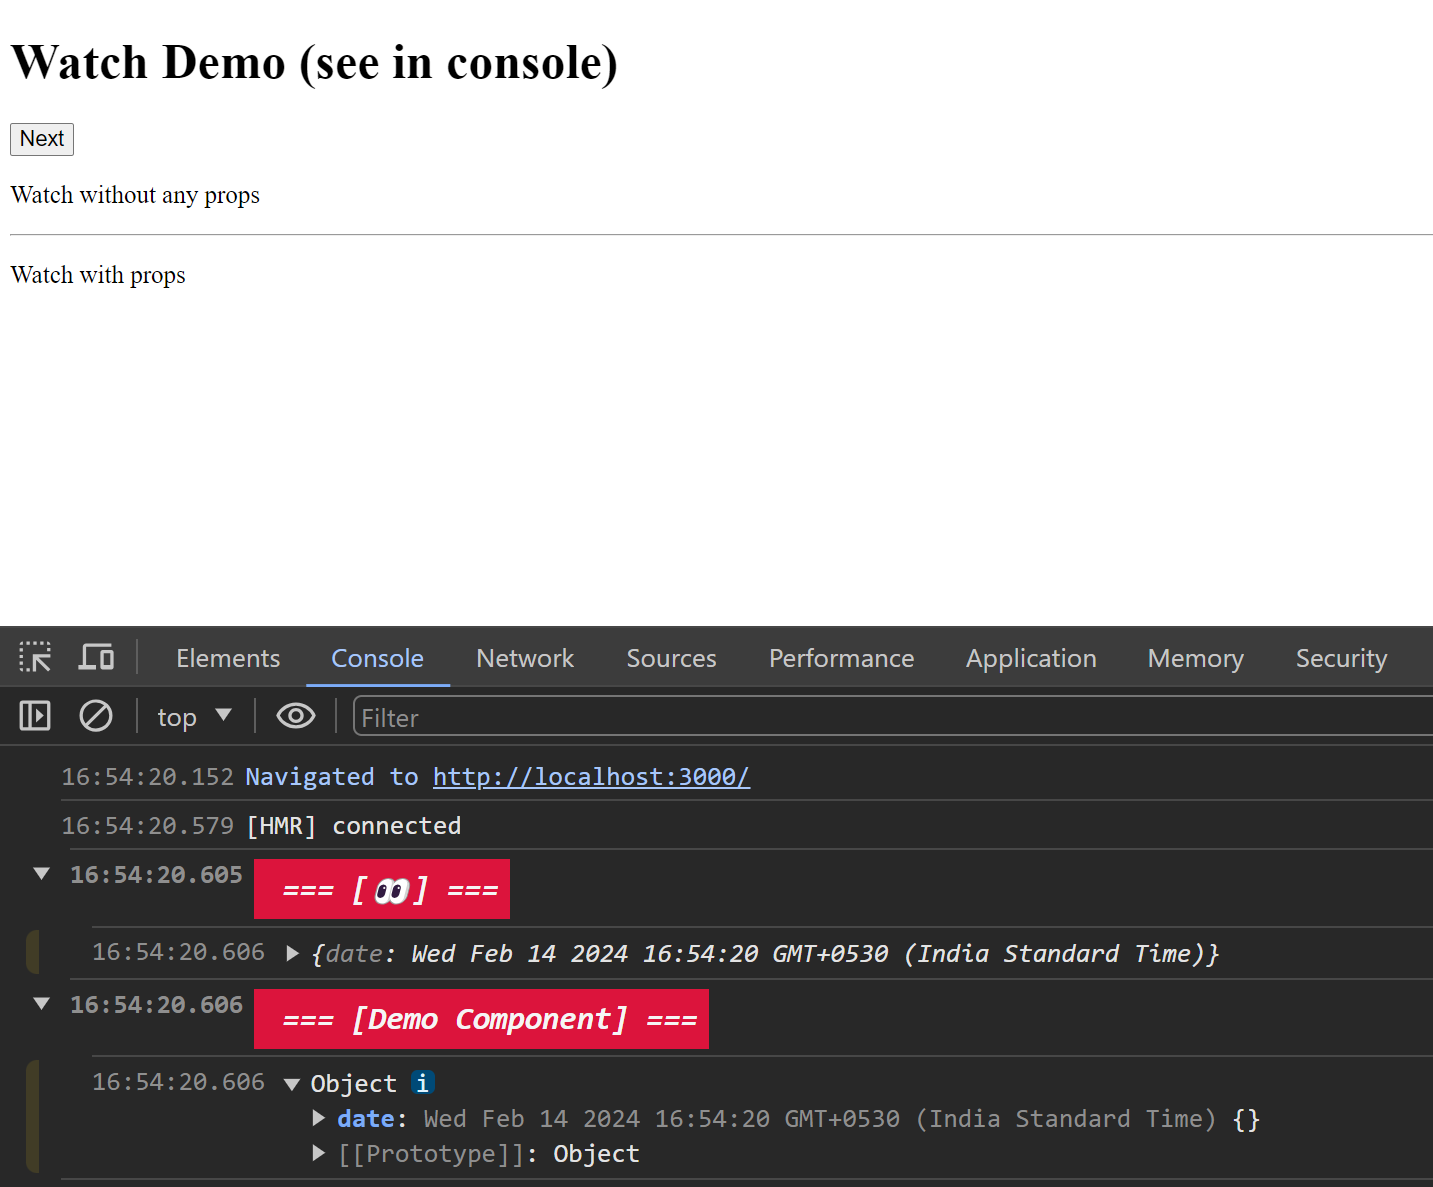 Watch Demo (see in console)
Next
Watch without any props
Watch with props
Elements Console Network Sources Performance Application Memory Security
top Filter
16:54:20.152 Navigated to http://localhost:3000/
16:54:20.579 [HMR] connected
16:54:20.605 === [👀] ===
16:54:20.606 {date: Wed Feb 14 2024 16:54:20 GMT+0530 (India Standard Time)}
16:54:20.606 === [Demo Component] ===
16:54:20.606 Object i
date: Wed Feb 14 2024 16:54:20 GMT+0530 (India Standard Time) {}
[[Prototype]]: Object